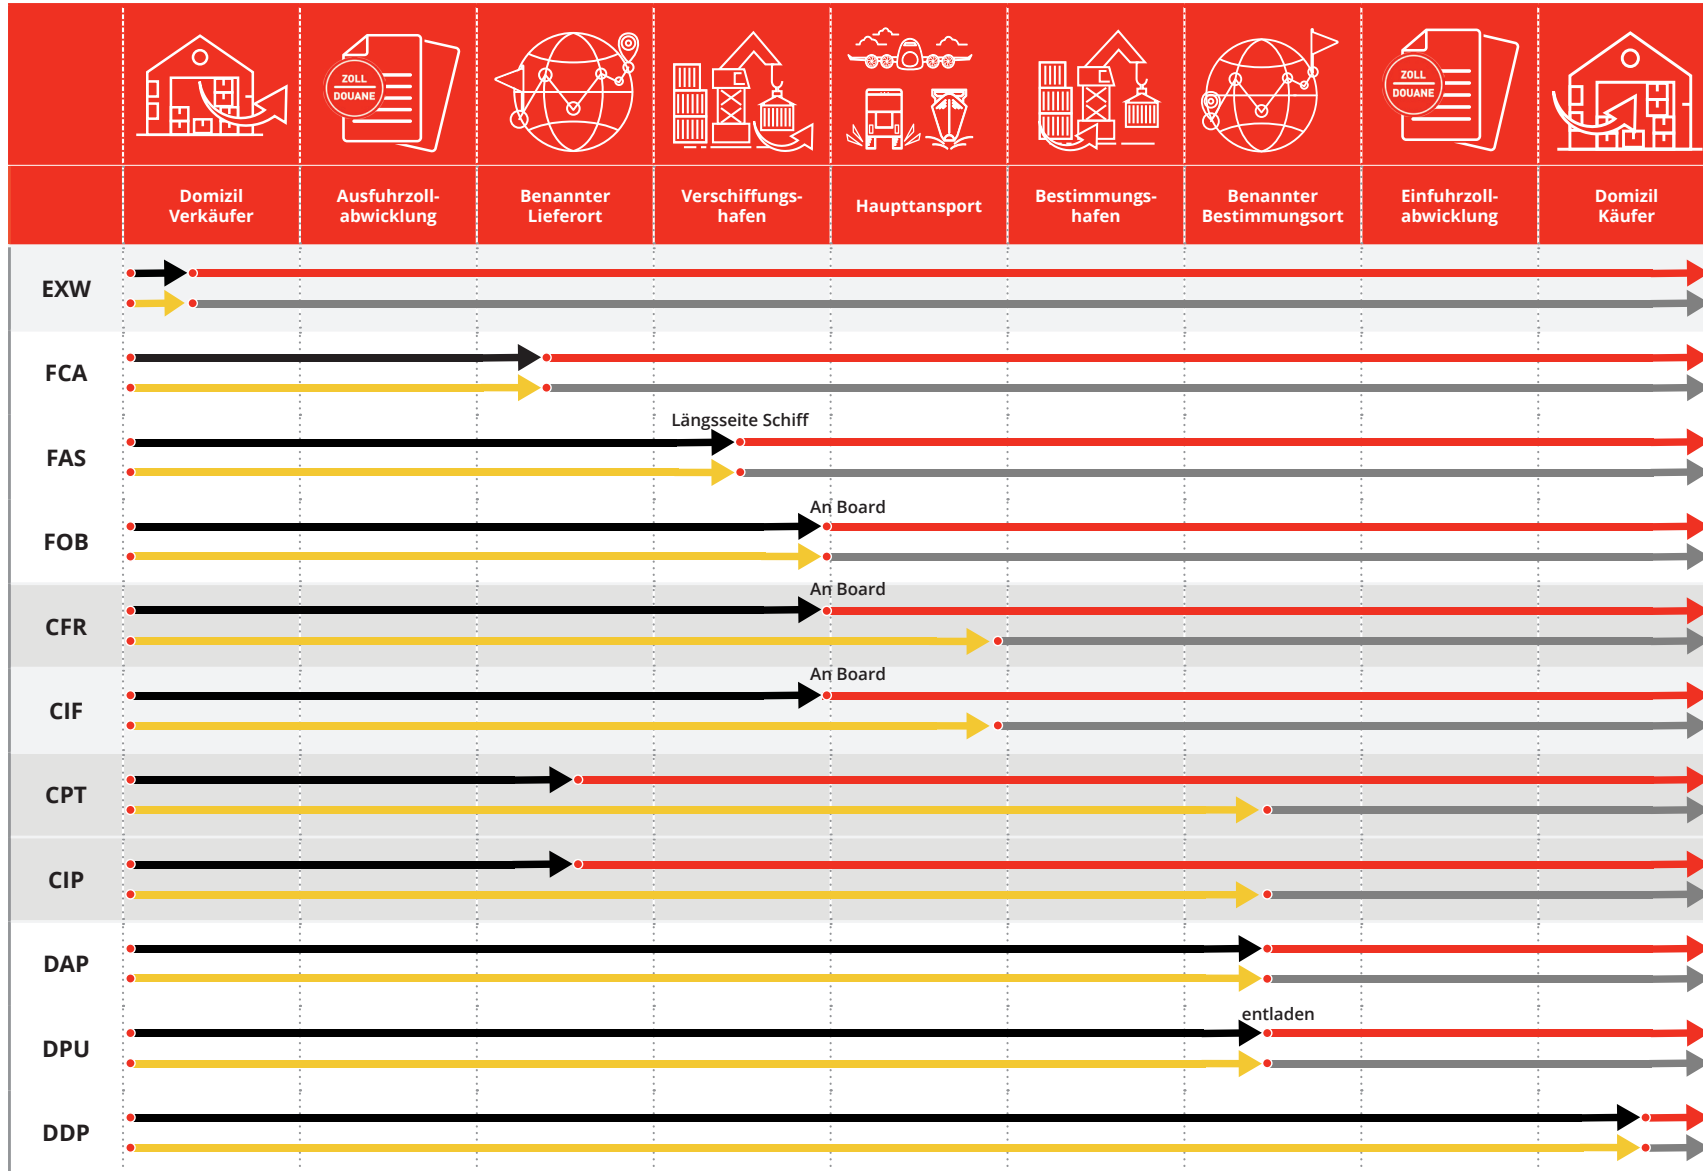 ZOLL
DOUANE
ZOLL
DOUANE
Domizil
Verkäufer
Ausfuhrzoll-
abwicklung
Benannter
Lieferort
Verschiffungs-
hafen
Haupttansport
Bestimmungs-
hafen
Benannter
Bestimmungsort
Einfuhrzoll-
abwicklung
Domizil
Käufer
EXW
FCA
Längsseite Schiff
FAS
An Board
FOB
An Board
CFR
An Board
CIF
CPT
CIP
DAP
entladen
DPU
DDP